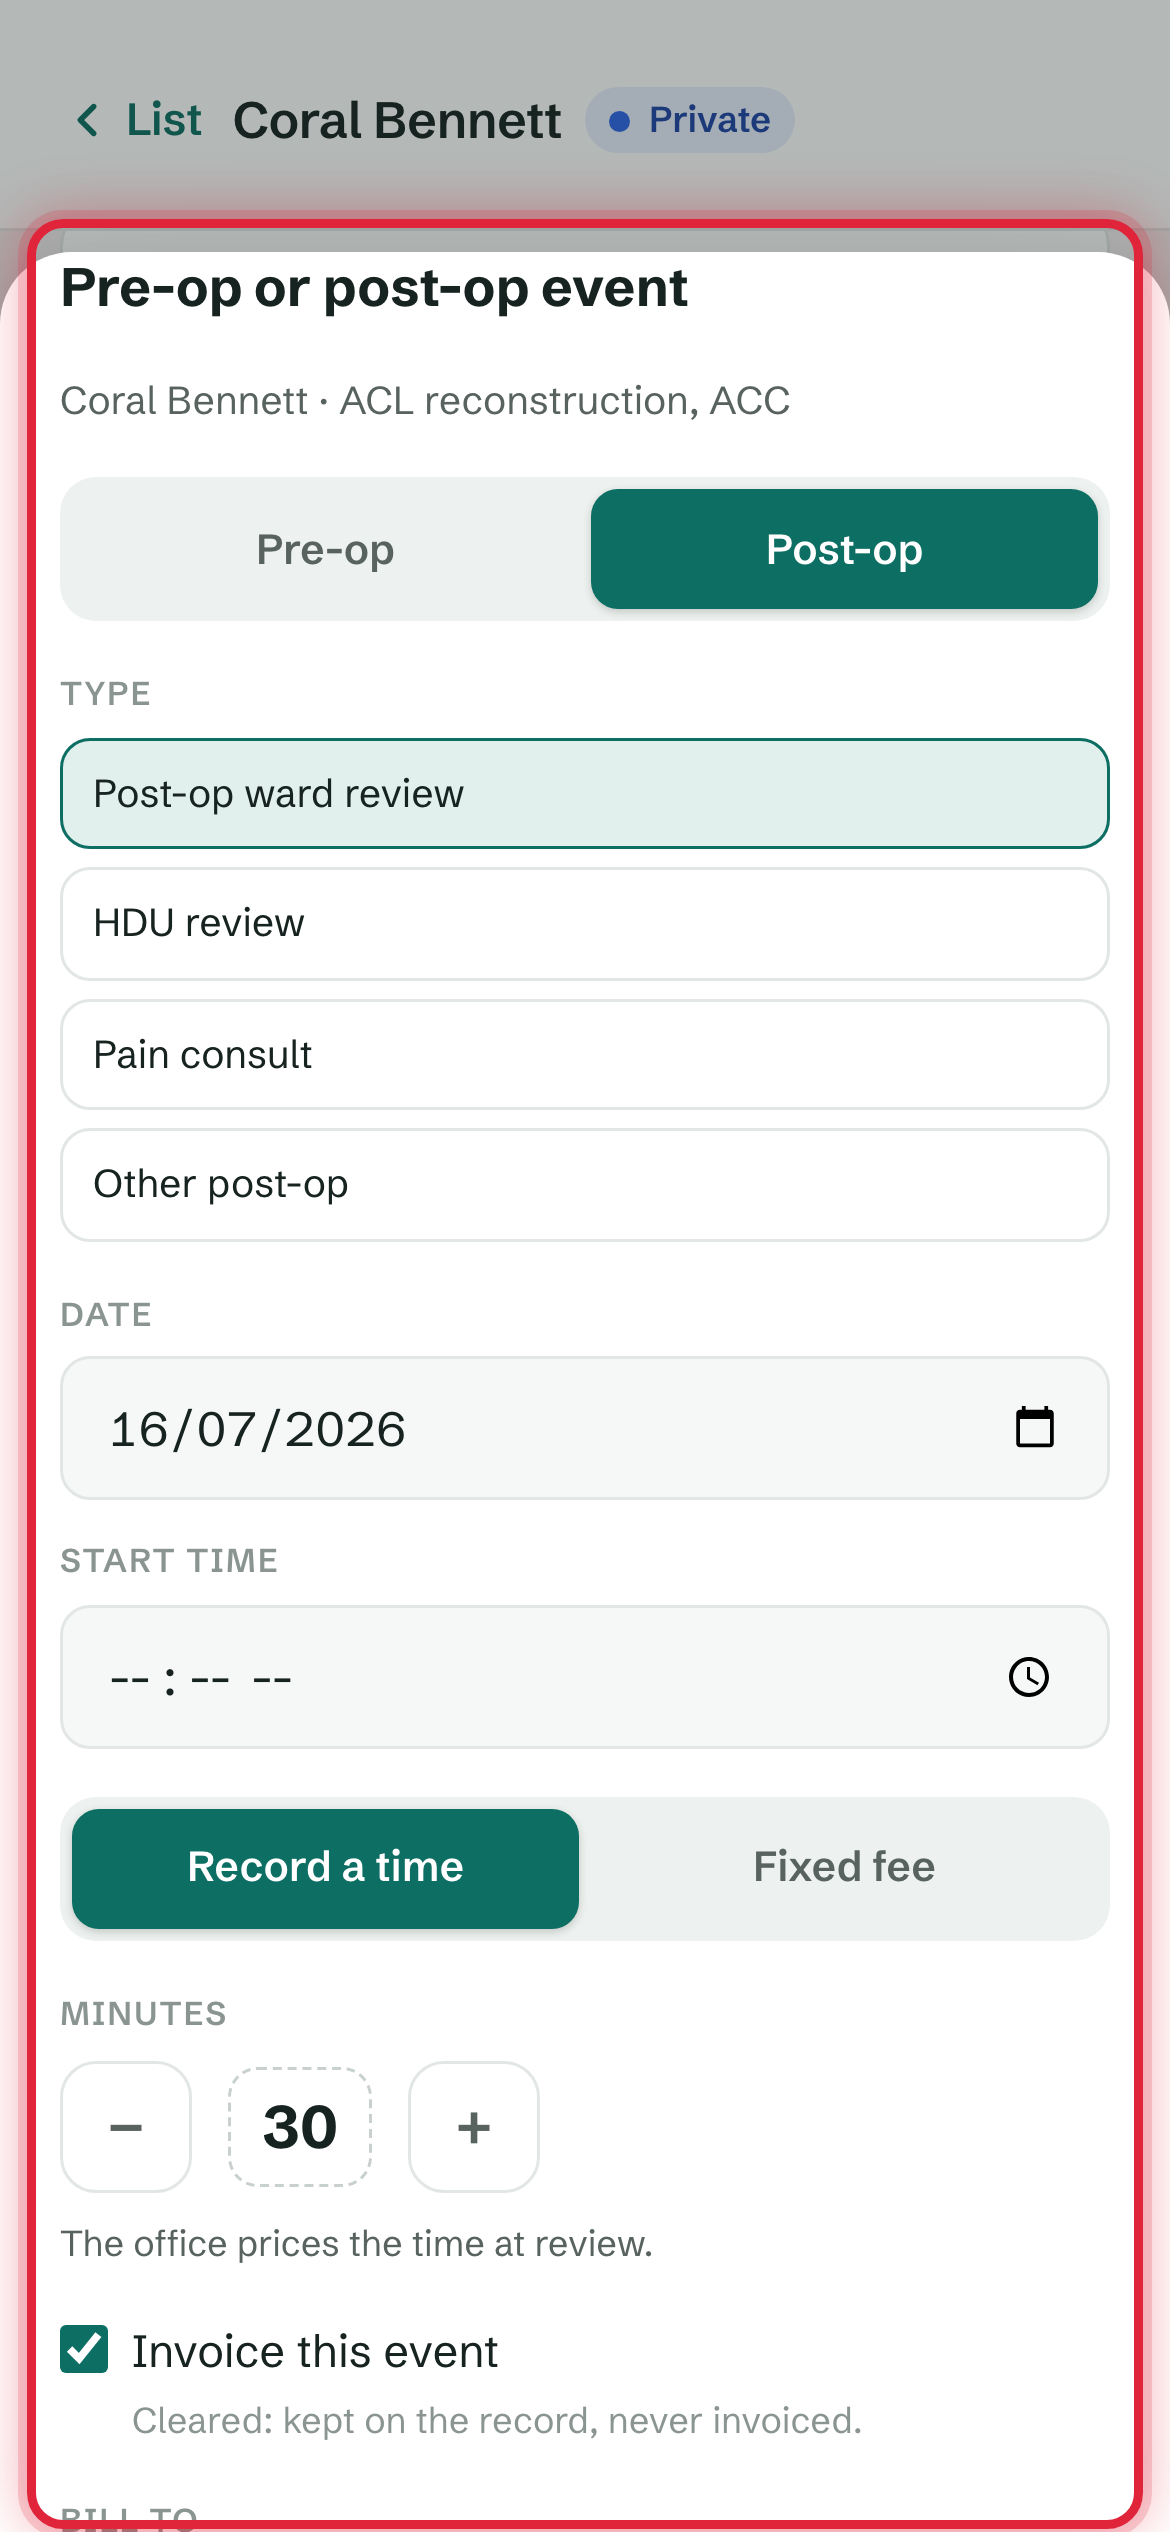 List Coral Bennett Private
Pre-op or post-op event
Coral Bennett · ACL reconstruction, ACC
Pre-op Post-op
TYPE
Post-op ward review
HDU review
Pain consult
Other post-op
DATE
16/07/2026
START TIME
-- : -- --
Record a time Fixed fee
MINUTES
− 30 +
The office prices the time at review.
Invoice this event
Cleared: kept on the record, never invoiced.
BILL TO